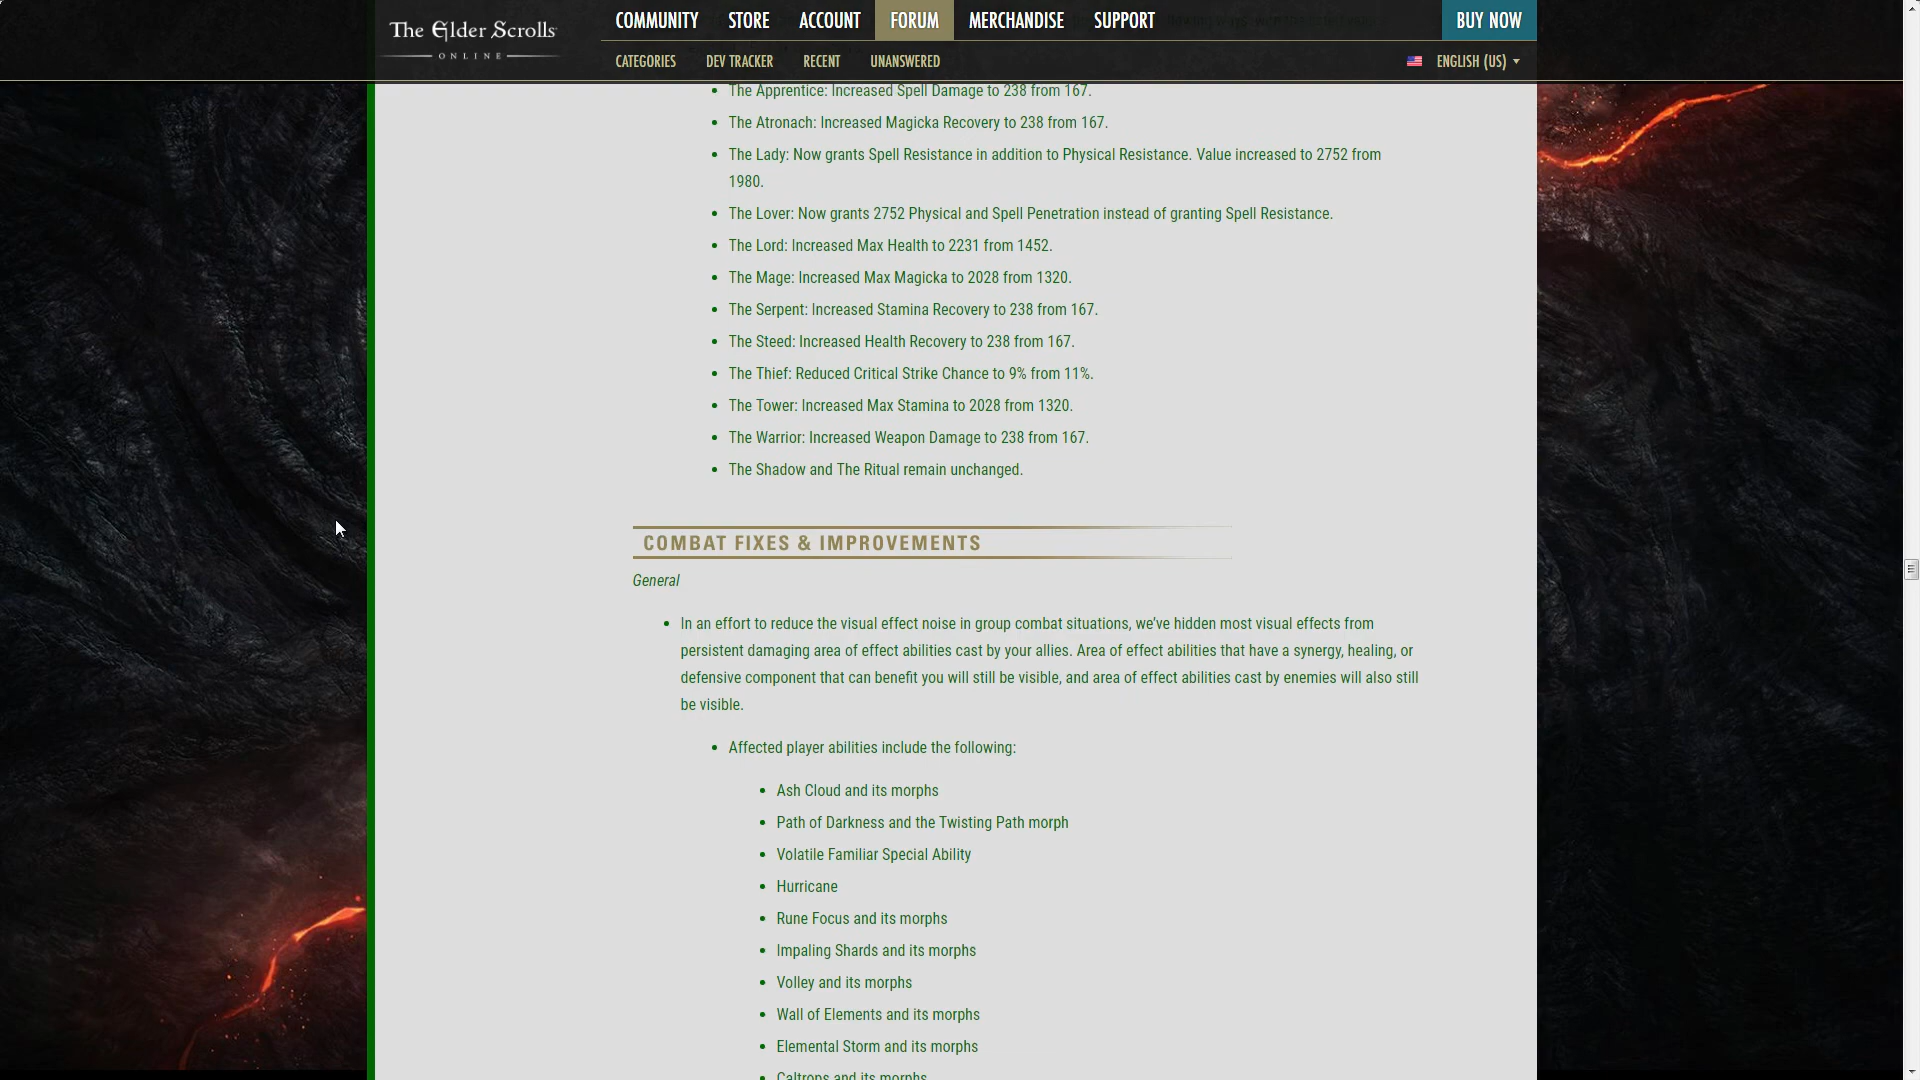 The Elder Scrolls
ONLINE
COMMUNITY STORE ACCOUNT FORUM MERCHANDISE SUPPORT BUY NOW
CATEGORIES DEV TRACKER RECENT UNANSWERED ENGLISH (US)
The Apprentice: Increased Spell Damage to 238 from 167.
The Atronach: Increased Magicka Recovery to 238 from 167.
The Lady: Now grants Spell Resistance in addition to Physical Resistance. Value increased to 2752 from
1980.
The Lover: Now grants 2752 Physical and Spell Penetration instead of granting Spell Resistance.
The Lord: Increased Max Health to 2231 from 1452.
The Mage: Increased Max Magicka to 2028 from 1320.
The Serpent: Increased Stamina Recovery to 238 from 167.
The Steed: Increased Health Recovery to 238 from 167.
The Thief: Reduced Critical Strike Chance to 9% from 11%.
The Tower: Increased Max Stamina to 2028 from 1320.
The Warrior: Increased Weapon Damage to 238 from 167.
The Shadow and The Ritual remain unchanged.
COMBAT FIXES & IMPROVEMENTS
General
In an effort to reduce the visual effect noise in group combat situations, we've hidden most visual effects from
persistent damaging area of effect abilities cast by your allies. Area of effect abilities that have a synergy, healing, or
defensive component that can benefit you will still be visible, and area of effect abilities cast by enemies will also still
be visible.
Affected player abilities include the following:
Ash Cloud and its morphs
Path of Darkness and the Twisting Path morph
Volatile Familiar Special Ability
Hurricane
Rune Focus and its morphs
Impaling Shards and its morphs
Volley and its morphs
Wall of Elements and its morphs
Elemental Storm and its morphs
Caltrops and its morphs